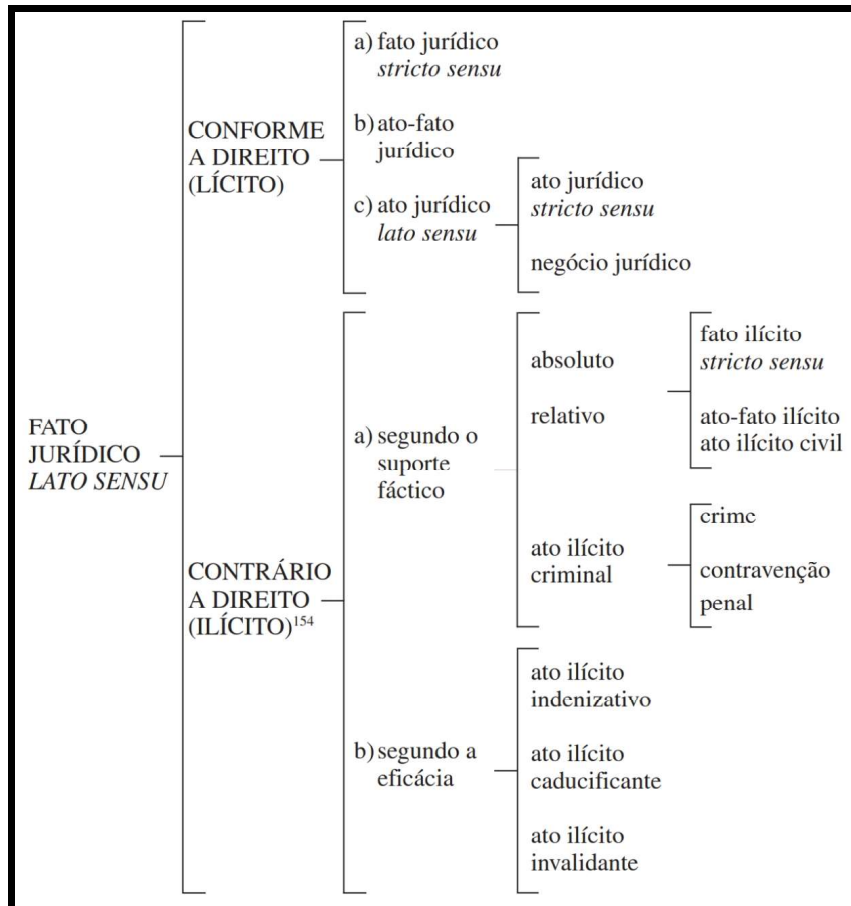 FATO
JURÍDICO
LATO SENSU
CONFORME
A DIREITO
(LÍCITO)
a) fato jurídico
stricto sensu
b) ato-fato
jurídico
c) ato jurídico
lato sensu
ato jurídico
stricto sensu
negócio jurídico
CONTRÁRIO
A DIREITO
(ILÍCITO)154
a) segundo o
suporte
fáctico
absoluto
relativo
fato ilícito
stricto sensu
ato-fato ilícito
ato ilícito civil
ato ilícito
criminal
crime
contravenção
penal
b) segundo a
eficácia
ato ilícito
indenizativo
ato ilícito
caducificante
ato ilícito
invalidante